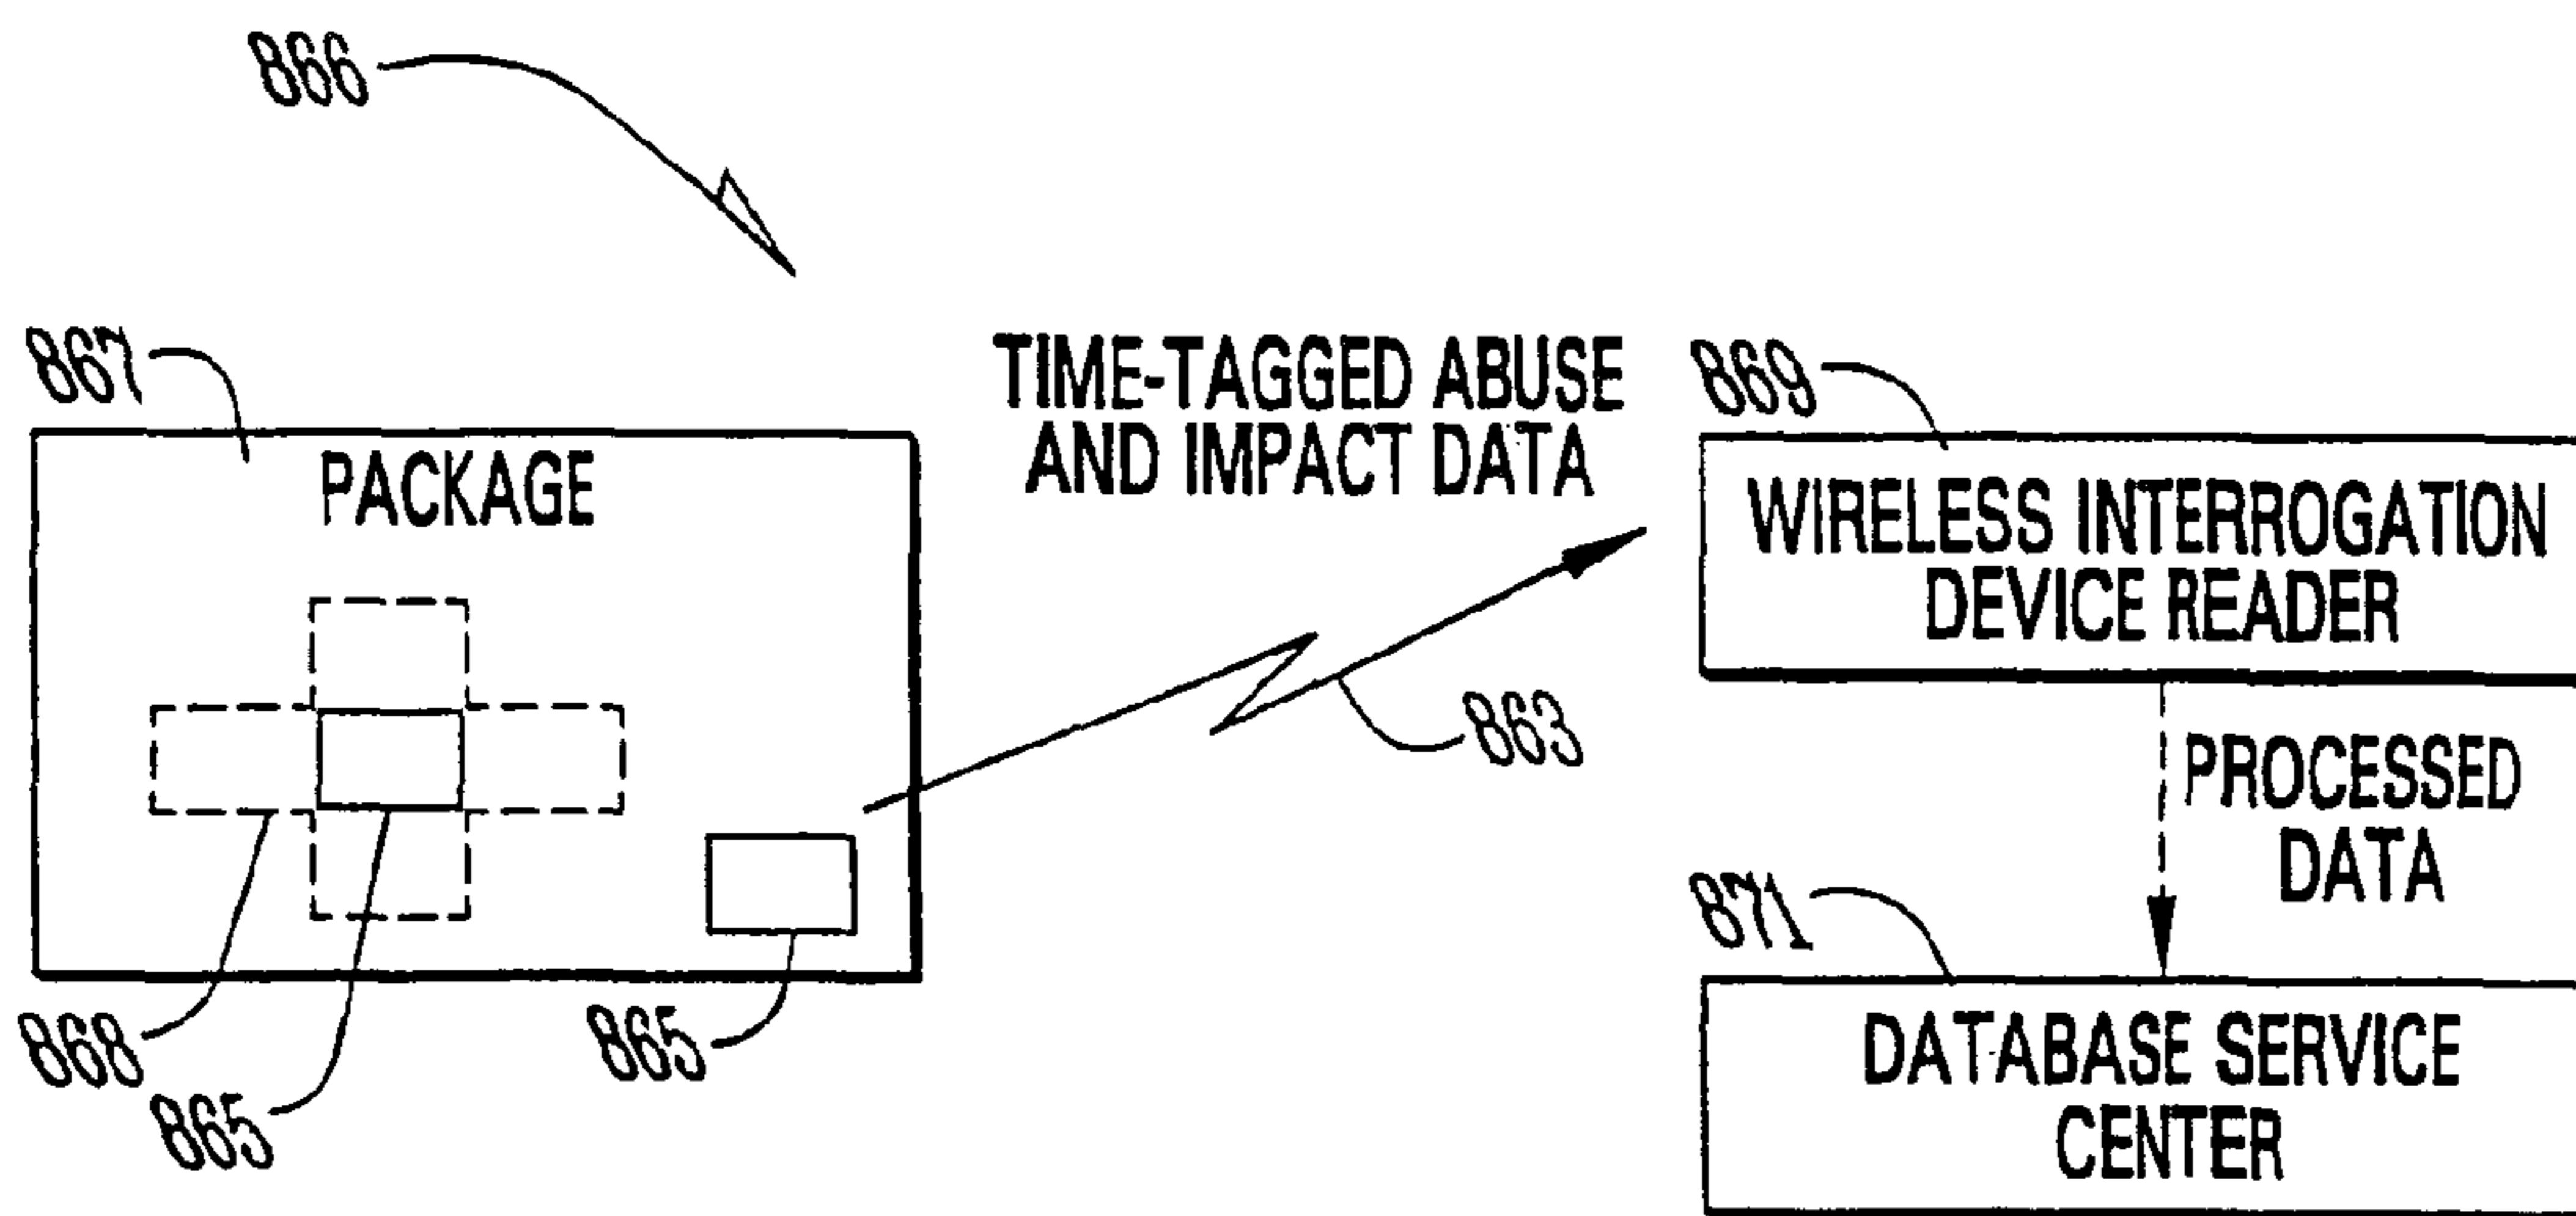 866
867
PACKAGE
TIME-TAGGED ABUSE
AND IMPACT DATA
869
WIRELESS INTERROGATION
DEVICE READER
863
PROCESSED
DATA
868
865
865
871
DATABASE SERVICE
CENTER